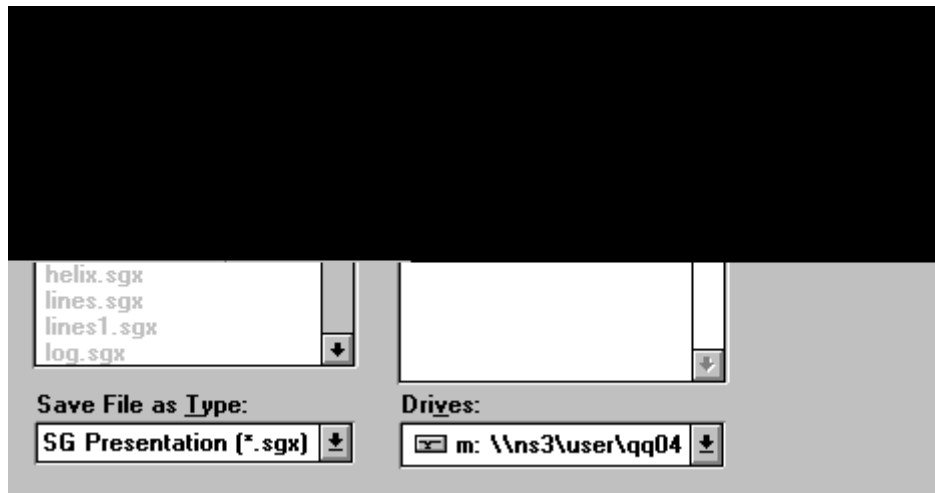 helix.sgx
lines.sgx
lines1.sgx
log.sgx
Save File as Type:
Drives:
SG Presentation (*.sgx)
m: \\ns3\user\qq04